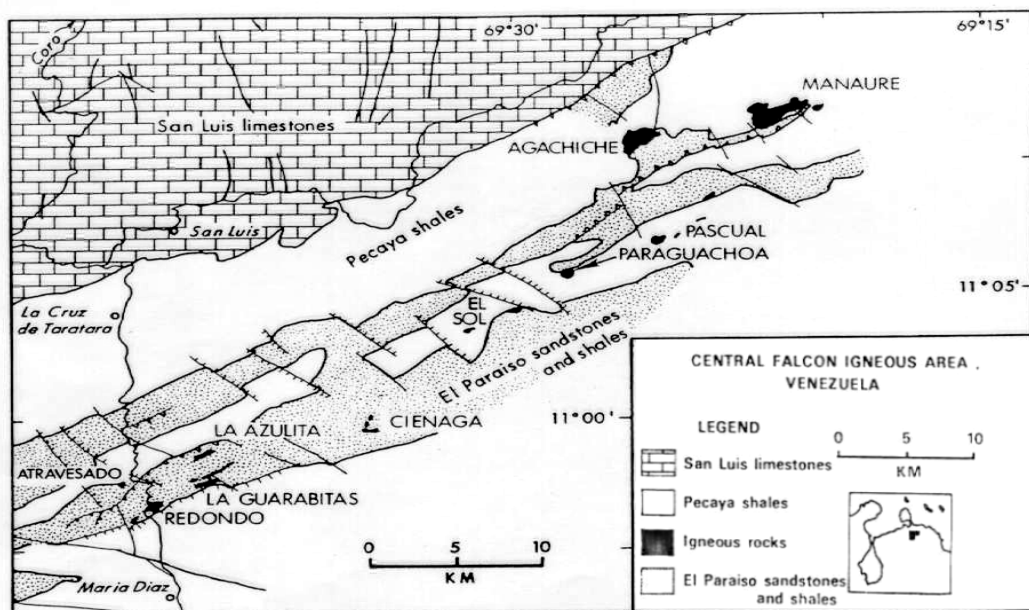 69°30'
69°15'
Coro
MANAURE
San Luis limestones
AGACHICHE
San Luis
Pecaya shales
PASCUAL
PARAGUACHOA
11°05'
La Cruz
de Taratara
EL
SOL
El Paraiso sandstones
and shales
LA AZULITA
CIENAGA
11°00'
ATRAVESADO
LA GUARABITAS
REDONDO
0 5 10
KM
Maria Diaz
CENTRAL FALCON IGNEOUS AREA
VENEZUELA
LEGEND
0 5 10
KM
San Luis limestones
Pecaya shales
Igneous rocks
El Paraiso sandstones
and shales